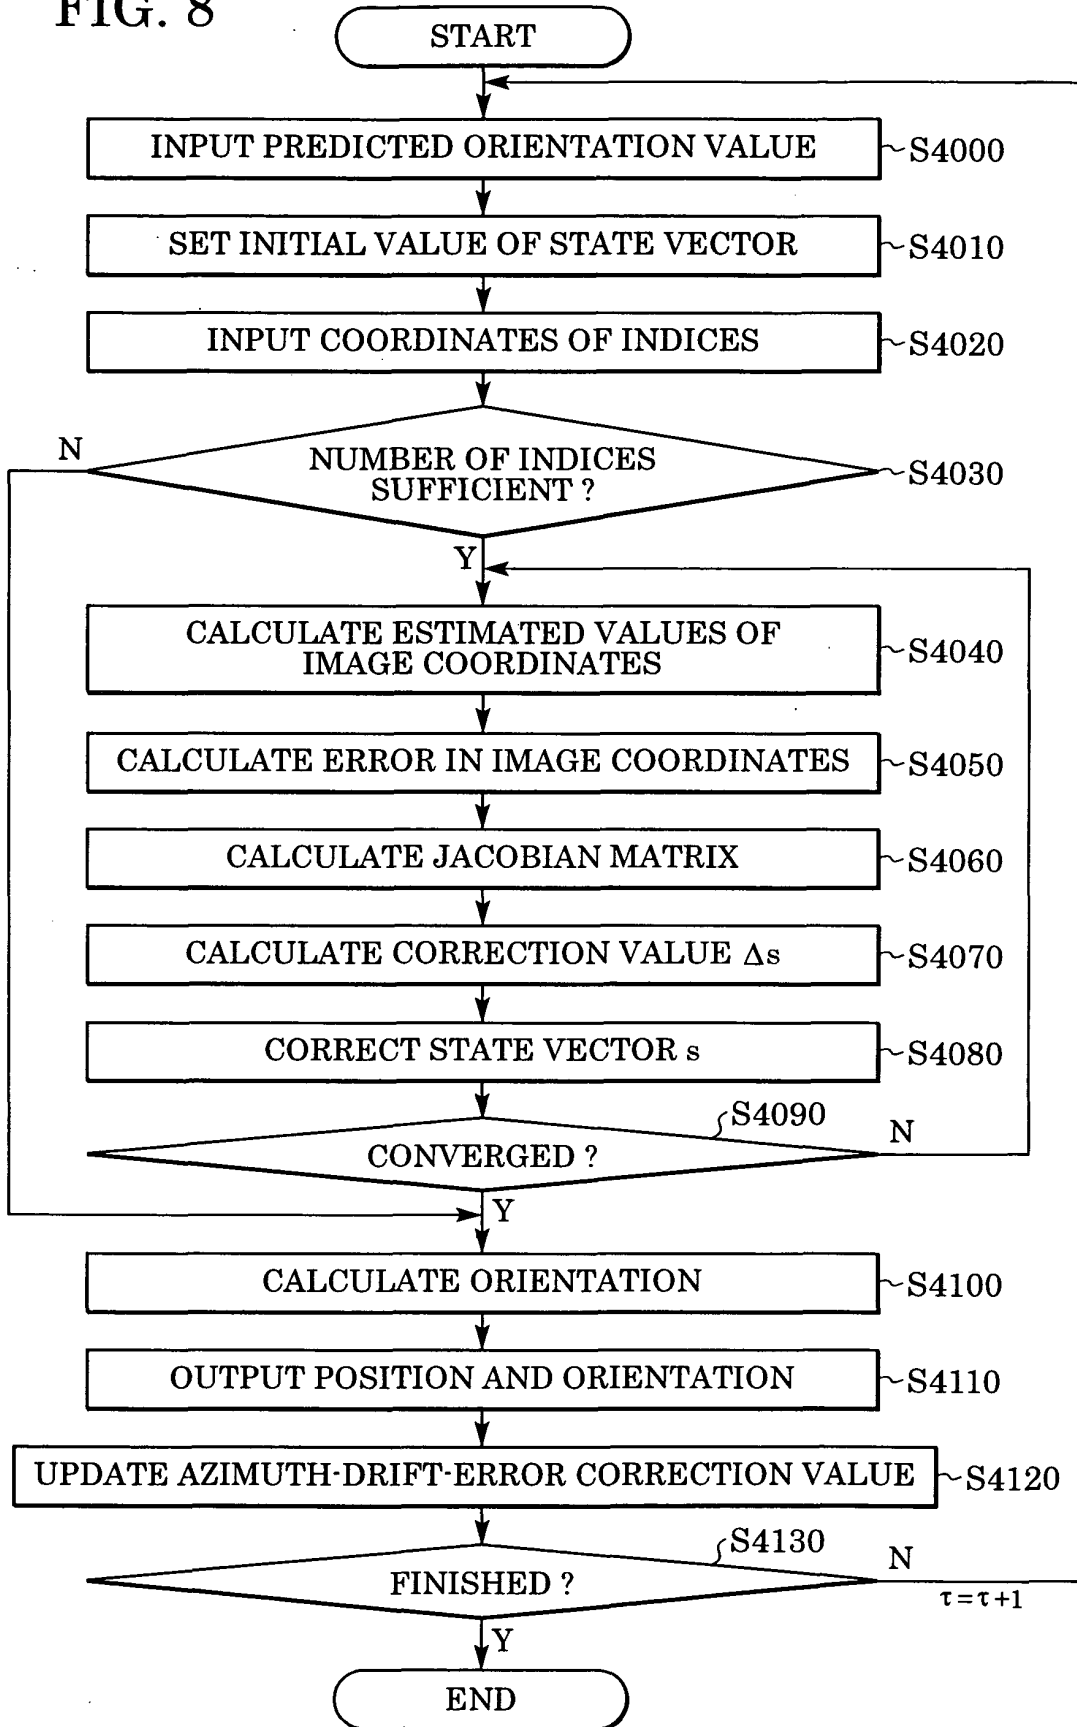 FIG. 8
START
INPUT PREDICTED ORIENTATION VALUE
S4000
SET INITIAL VALUE OF STATE VECTOR
S4010
INPUT COORDINATES OF INDICES
S4020
N
NUMBER OF INDICES
SUFFICIENT ?
S4030
Y
CALCULATE ESTIMATED VALUES OF
IMAGE COORDINATES
S4040
CALCULATE ERROR IN IMAGE COORDINATES
S4050
CALCULATE JACOBIAN MATRIX
S4060
CALCULATE CORRECTION VALUE Δs
S4070
CORRECT STATE VECTOR s
S4080
S4090
CONVERGED ?
N
Y
CALCULATE ORIENTATION
S4100
OUTPUT POSITION AND ORIENTATION
S4110
UPDATE AZIMUTH-DRIFT-ERROR CORRECTION VALUE
S4120
S4130
FINISHED ?
N
τ=τ+1
Y
END